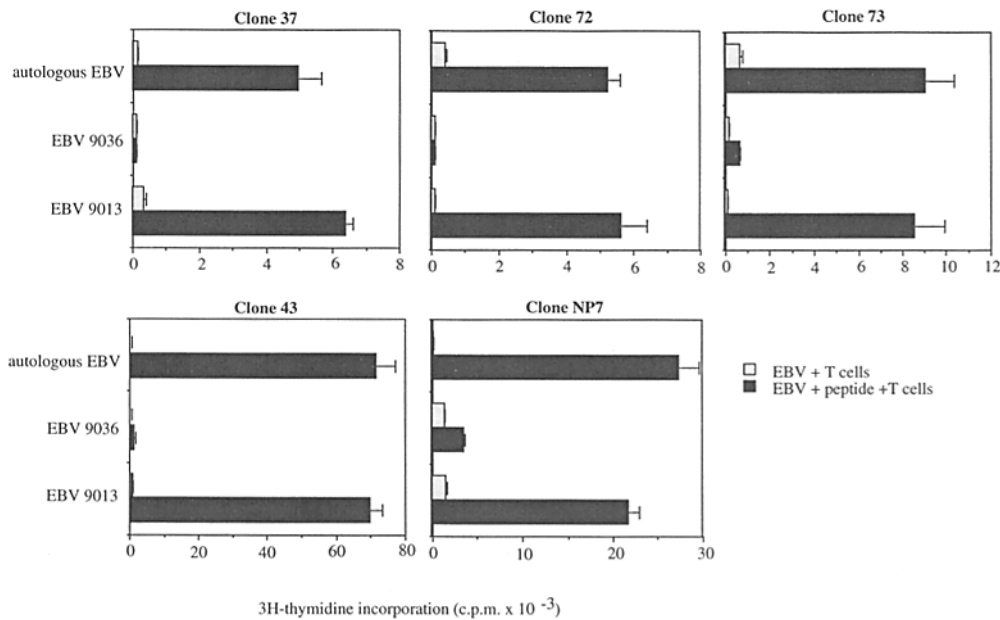 Clone 37
Clone 72
Clone 73
autologous EBV
EBV 9036
EBV 9013
0 2 4 6 8
0 2 4 6 8
0 2 4 6 8 10 12
Clone 43
Clone NP7
autologous EBV
EBV 9036
EBV 9013
0 20 40 60 80
0 10 20 30
EBV + T cells
EBV + peptide +T cells
3H-thymidine incorporation (c.p.m. x 10 -3)